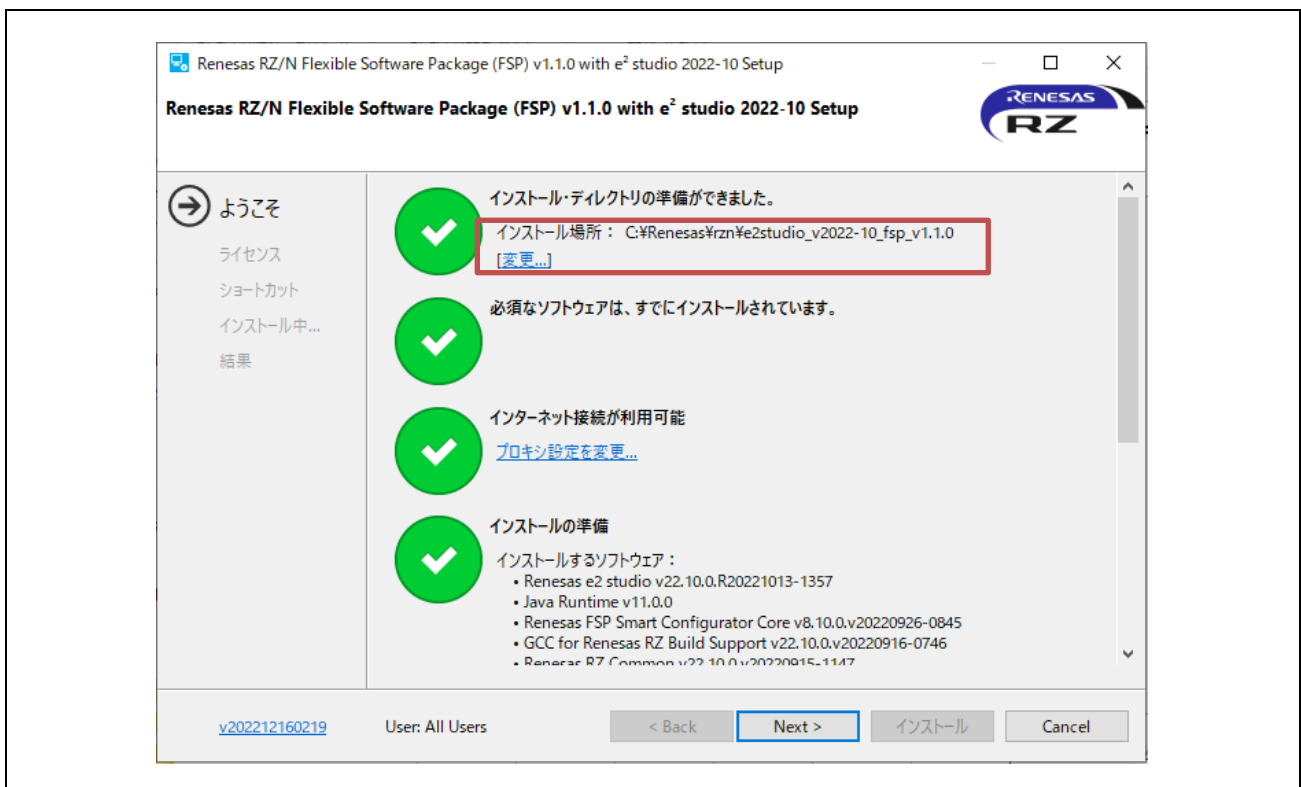 Renesas RZ/N Flexible Software Package (FSP) v1.1.0 with e² studio 2022-10 Setup
Renesas RZ/N Flexible Software Package (FSP) v1.1.0 with e² studio 2022-10 Setup
RENESAS
RZ
ようこそ
ライセンス
ショートカット
インストール中...
結果
インストール・ディレクトリの準備ができました。
インストール場所： C:¥Renesas¥rzn¥e2studio_v2022-10_fsp_v1.1.0
[変更...]
必須なソフトウェアは、すでにインストールされています。
インターネット接続が利用可能
プロキシ設定を変更...
インストールの準備
インストールするソフトウェア：
• Renesas e2 studio v22.10.0.R20221013-1357
• Java Runtime v11.0.0
• Renesas FSP Smart Configurator Core v8.10.0.v20220926-0845
• GCC for Renesas RZ Build Support v22.10.0.v20220916-0746
• Renesas RZ Common v22.10.0.v20220915-1147
v202212160219
User: All Users
< Back
Next >
インストール
Cancel